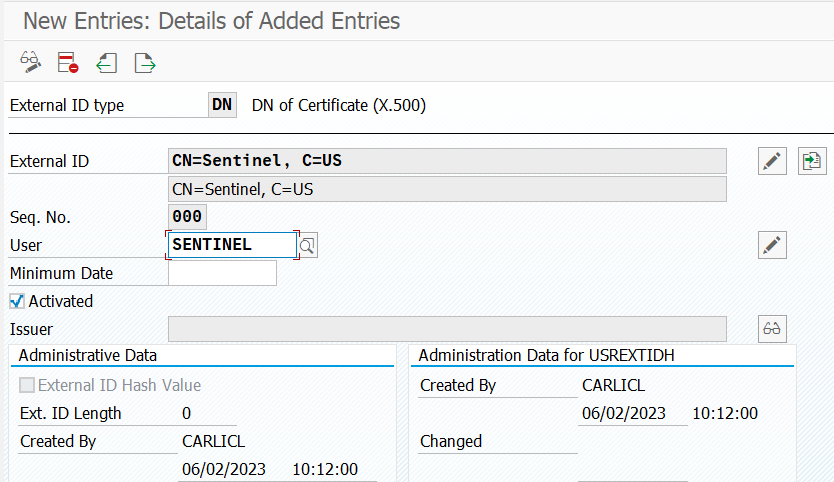 New Entries: Details of Added Entries
External ID type DN DN of Certificate (X.500)
External ID CN=Sentinel, C=US
CN=Sentinel, C=US
Seq. No. 000
User SENTINEL
Minimum Date
Activated
Issuer
Administrative Data
External ID Hash Value
Ext. ID Length 0
Created By CARLICL
06/02/2023 10:12:00
Administration Data for USREXTIDH
Created By CARLICL
06/02/2023 10:12:00
Changed